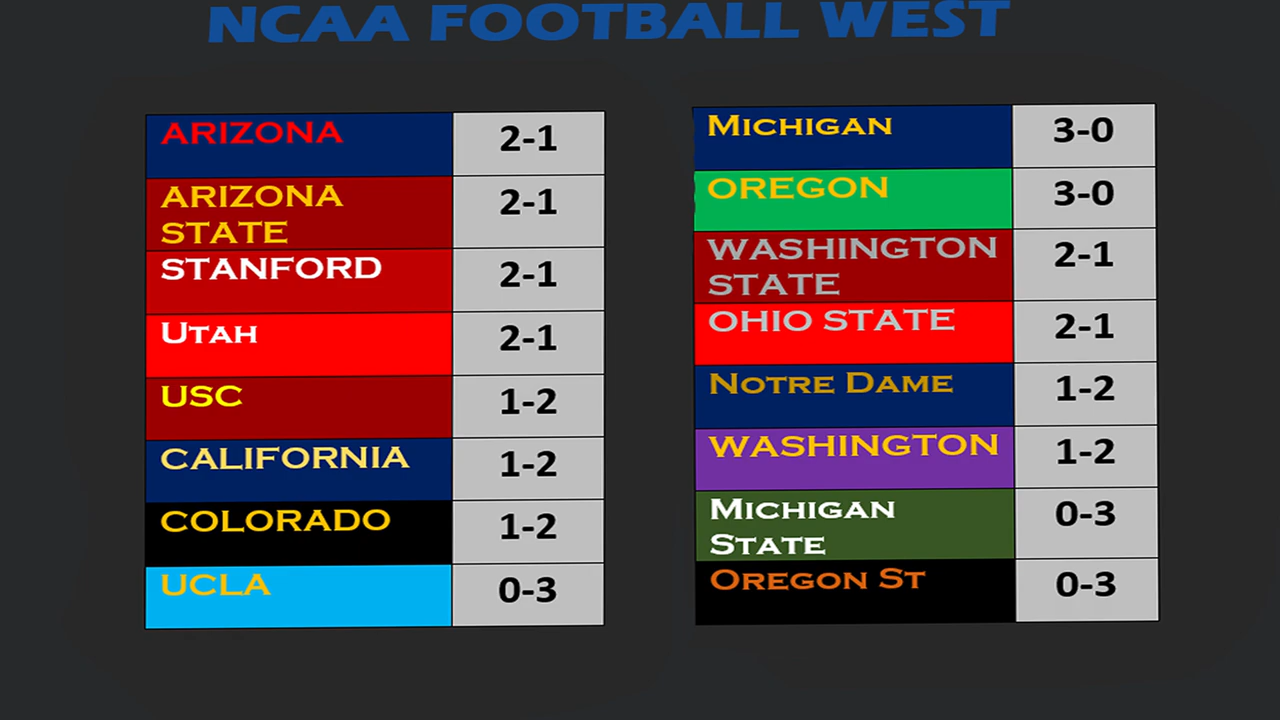 NCAA FOOTBALL WEST
ARIZONA 2-1
ARIZONA
STATE 2-1
STANFORD 2-1
UTAH 2-1
USC 1-2
CALIFORNIA 1-2
COLORADO 1-2
UCLA 0-3
MICHIGAN 3-0
OREGON 3-0
WASHINGTON
STATE 2-1
OHIO STATE 2-1
NOTRE DAME 1-2
WASHINGTON 1-2
MICHIGAN
STATE 0-3
OREGON ST 0-3